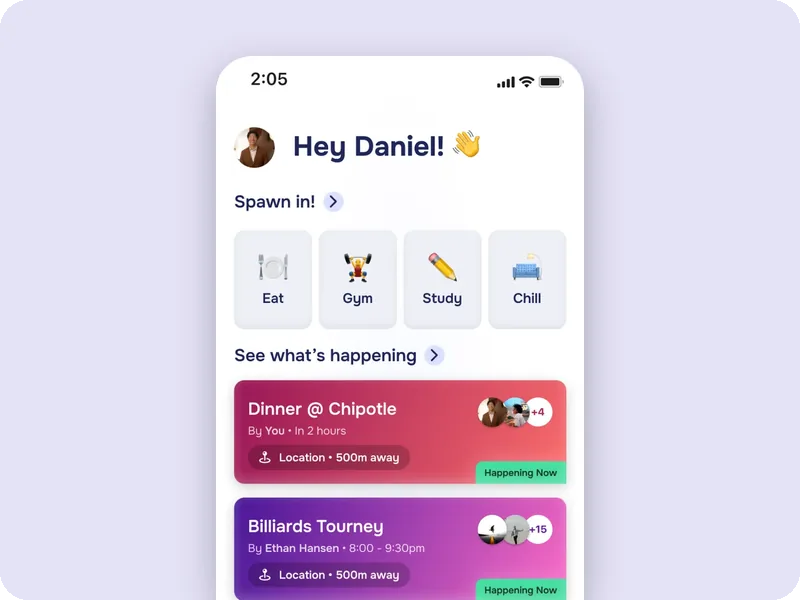 2:05
Hey Daniel! 👋
Spawn in!
Eat
Gym
Study
Chill
See what’s happening
Dinner @ Chipotle
+4
By You • In 2 hours
Location • 500m away
Happening Now
Billiards Tourney
+15
By Ethan Hansen • 8:00 - 9:30pm
Location • 500m away
Happening Now